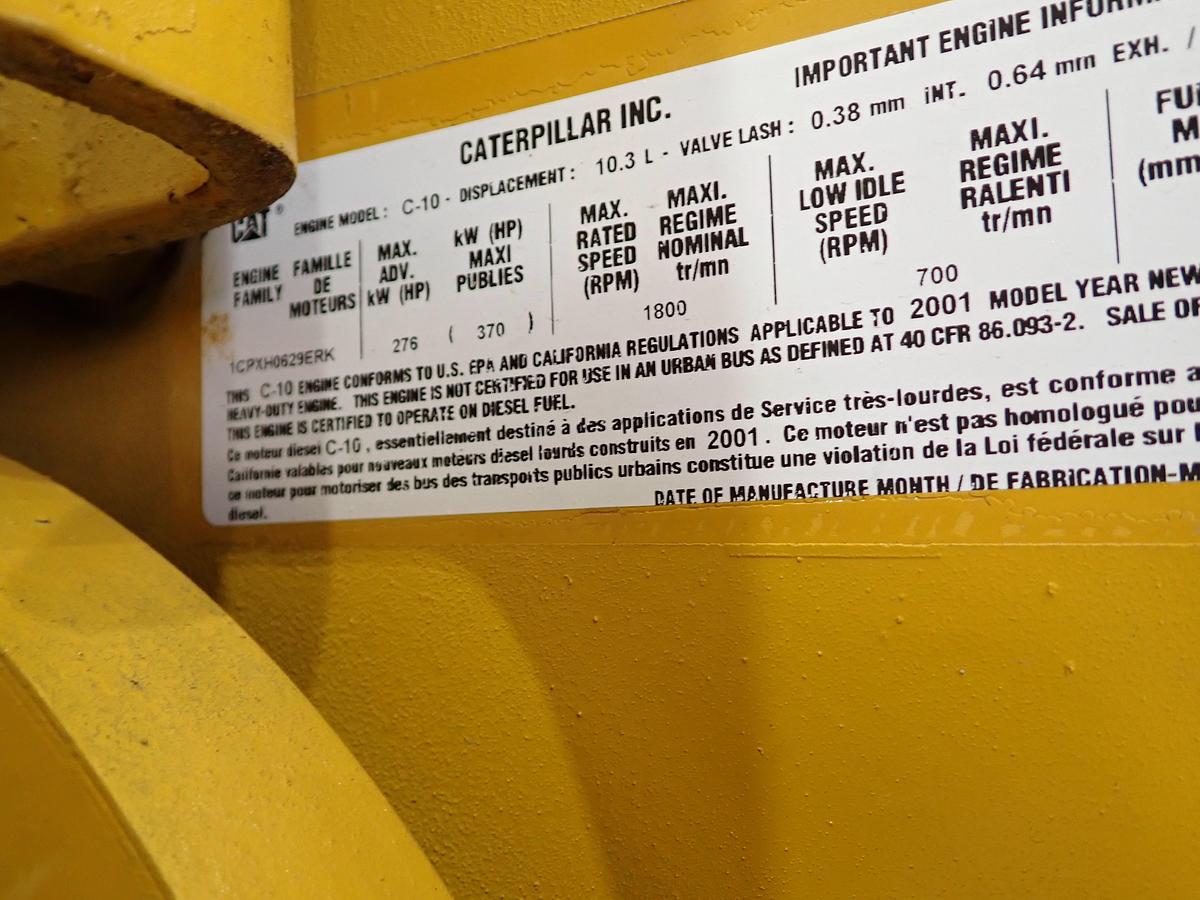 IMPORTANT ENGINE
CATERPILLAR INC.
CAT ®
ENGINE MODEL: C-10 - DISPLACEMENT: 10.3 L - VALVE LASH: 0.38 mm INT. 0.64 mm EXH. /
ENGINE FAMILY
FAMILLE DE MOTEURS
MAX. ADV. kW (HP)
kW (HP) MAXI PUBLIES
MAX. RATED SPEED (RPM)
MAXI. REGIME NOMINAL tr/mn
MAX. LOW IDLE SPEED (RPM)
MAXI. REGIME RALENTI tr/mn
1CPXH0629ERK 276 ( 370 ) 1800 700
THIS C-10 ENGINE CONFORMS TO U.S. EPA AND CALIFORNIA REGULATIONS APPLICABLE TO 2001 MODEL YEAR NEW
HEAVY-DUTY ENGINE. THIS ENGINE IS NOT CERTIFIED FOR USE IN AN URBAN BUS AS DEFINED AT 40 CFR 86.093-2. SALE OF
THIS ENGINE IS CERTIFIED TO OPERATE ON DIESEL FUEL.
Ce moteur diesel C-10, essentiellement destiné à des applications de Service très-lourdes, est conforme
Californie valables pour nouveaux moteurs diesel lourds construits en 2001. Ce moteur n'est pas homologué
ce moteur pour motoriser des bus des transports publics urbains constitue une violation de la Loi fédérale sur
diesel.
DATE OF MANUFACTURE MONTH / DE FABRICATION-